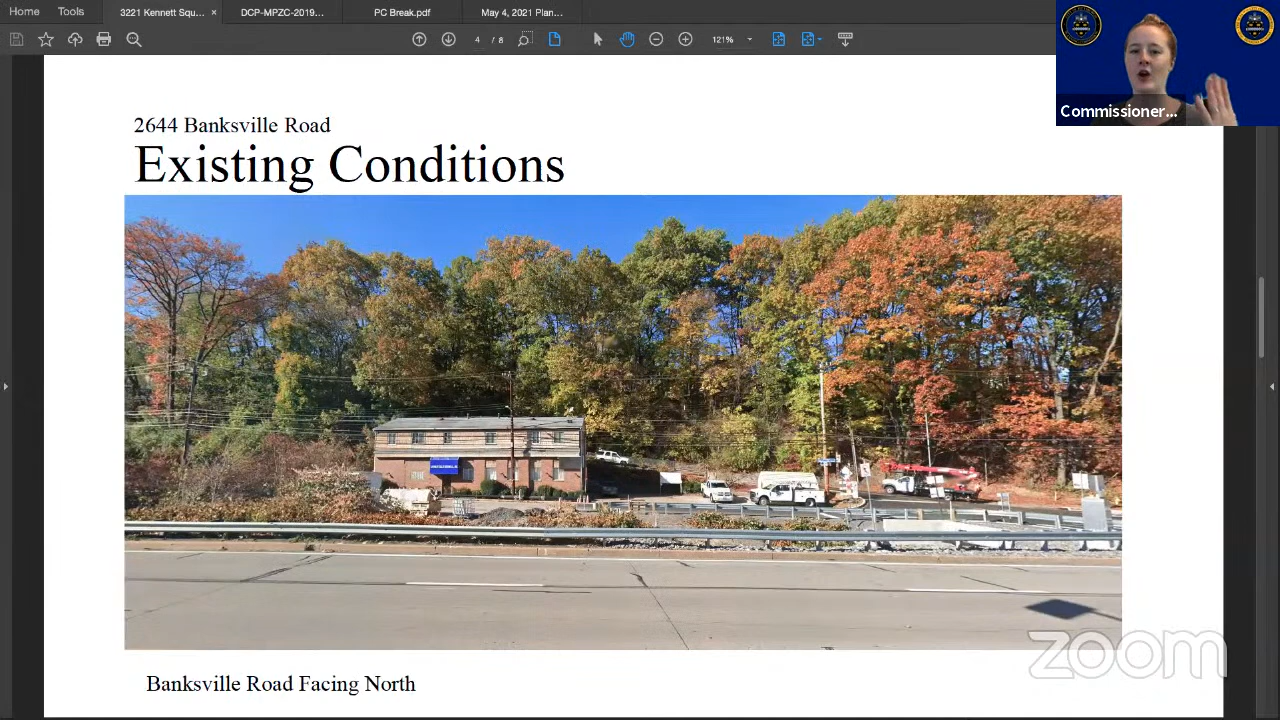 Home Tools 3221 Kennett Squ... × DCP-MPZC-2019... PC Break.pdf May 4, 2021 Plan...
4 / 8 121%
Commissioner...
2644 Banksville Road
Existing Conditions
Banksville Road Facing North
zoom